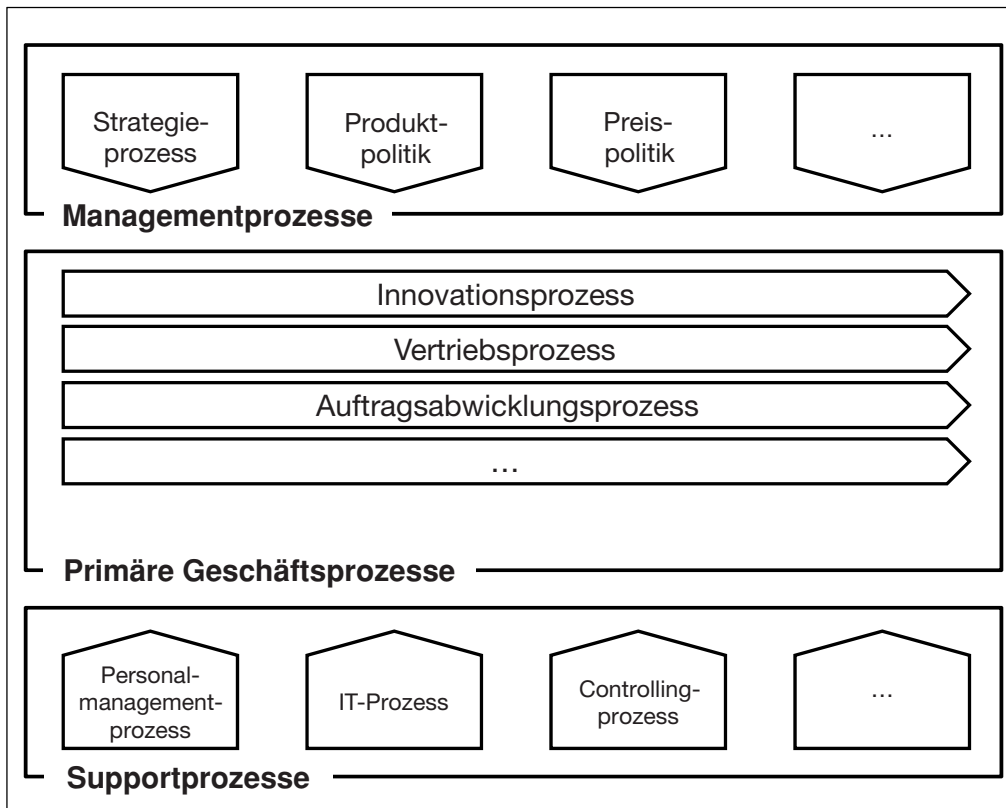 Strategie-
prozess
Produkt-
politik
Preis-
politik
...
Managementprozesse
Innovationsprozess
Vertriebsprozess
Auftragsabwicklungsprozess
...
Primäre Geschäftsprozesse
Personal-
management-
prozess
IT-Prozess
Controlling-
prozess
...
Supportprozesse